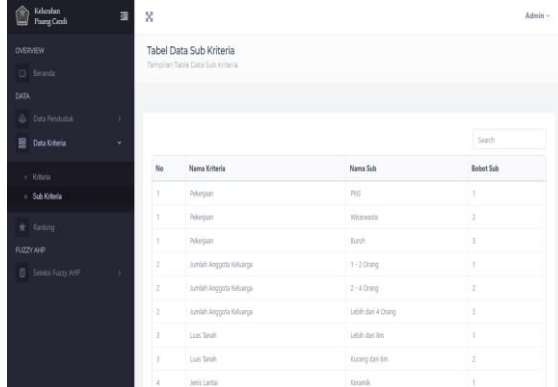 Kelurahan
Pisang Candi
Admin
OVERVIEW
Beranda
DATA
Data Penduduk
Data Kriteria
Kriteria
Sub Kriteria
Ranking
FUZZY AHP
Seleksi Fuzzy AHP
Tabel Data Sub Kriteria
Tampilan Table Data Sub Kriteria
Search
No Nama Kriteria Nama Sub Bobot Sub
1 Pekerjaan PNS 1
1 Pekerjaan Wiraswasta 2
1 Pekerjaan Buruh 3
2 Jumlah Anggota Keluarga 1 - 2 Orang 1
2 Jumlah Anggota Keluarga 2 - 4 Orang 2
2 Jumlah Anggota Keluarga Lebih dari 4 Orang 3
3 Luas Tanah Lebih dari 8m 1
3 Luas Tanah Kurang dari 8m 2
4 Jenis Lantai Keramik 1